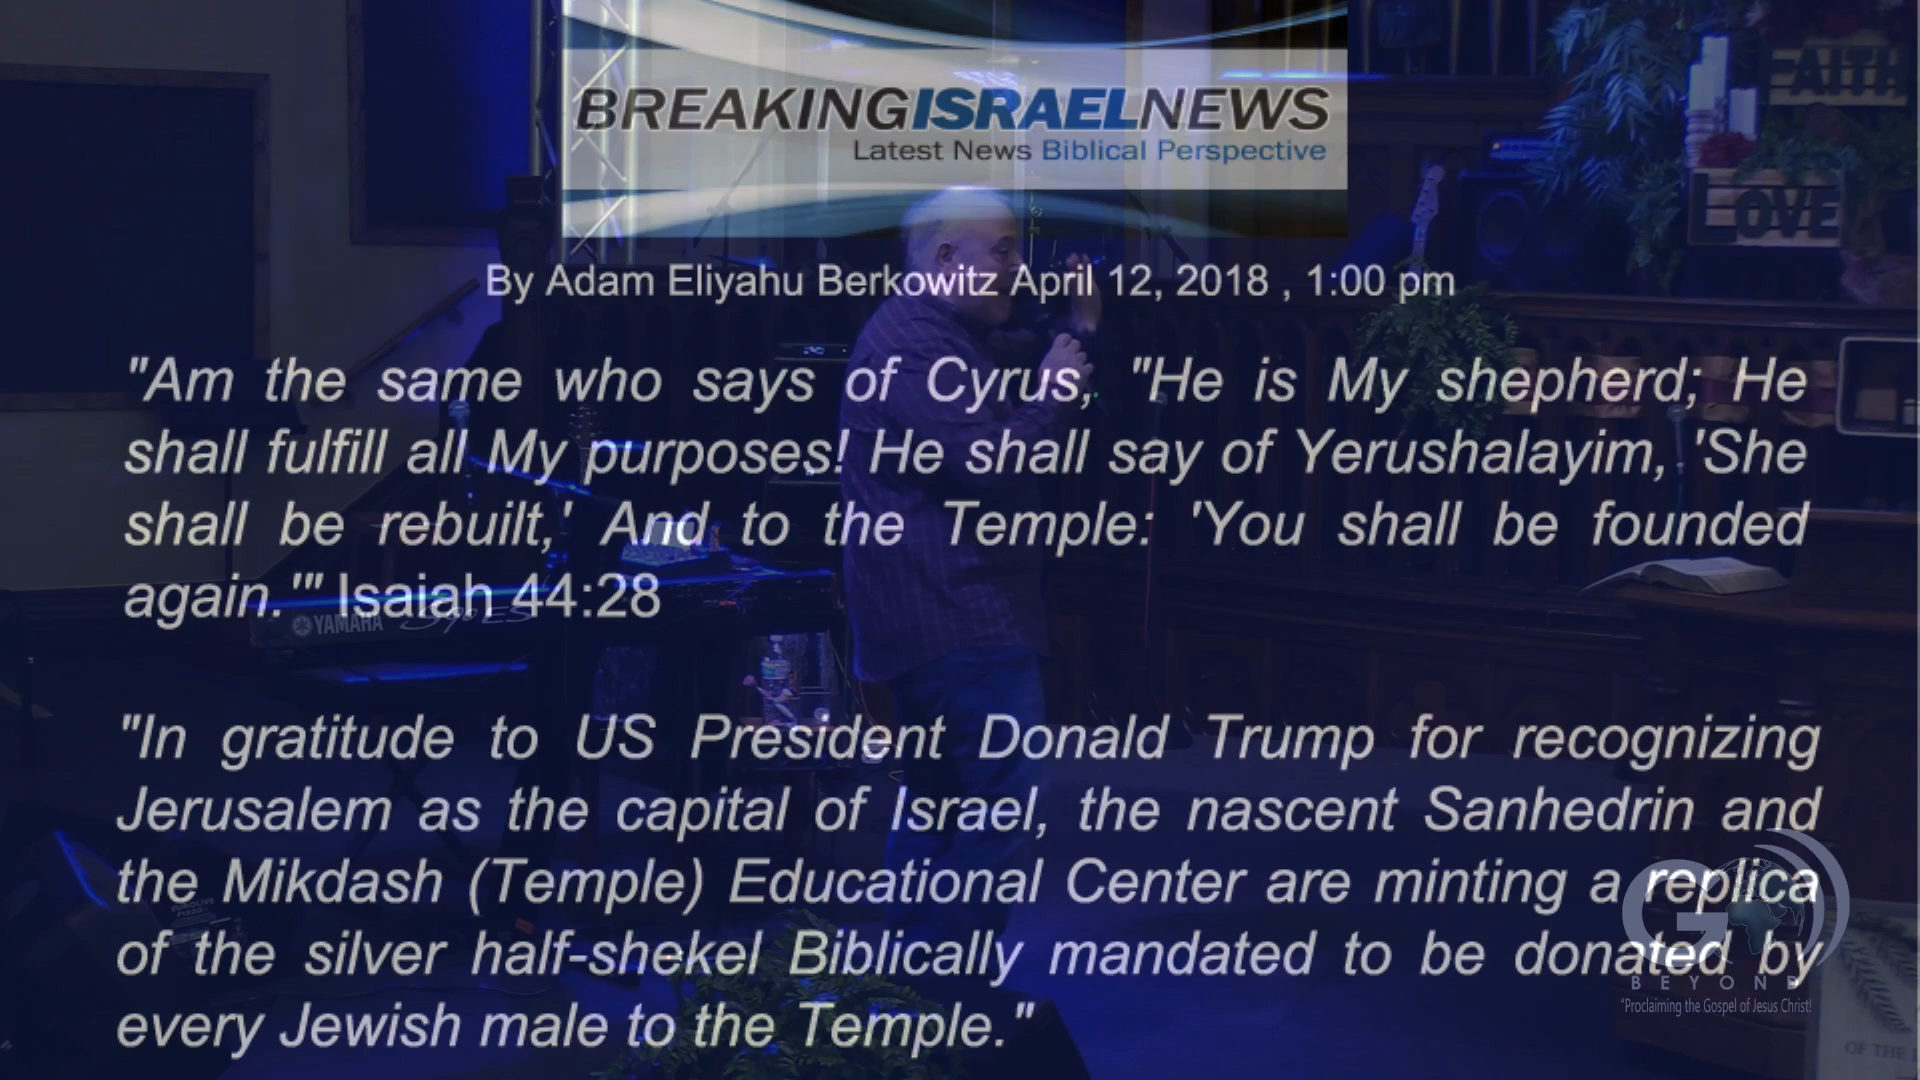 BREAKINGISRAELNEWS
Latest News Biblical Perspective
By Adam Eliyahu Berkowitz April 12, 2018 , 1:00 pm
"Am the same who says of Cyrus, "He is My shepherd; He
shall fulfill all My purposes! He shall say of Yerushalayim, 'She
shall be rebuilt,' And to the Temple: 'You shall be founded
again.'" Isaiah 44:28
"In gratitude to US President Donald Trump for recognizing
Jerusalem as the capital of Israel, the nascent Sanhedrin and
the Mikdash (Temple) Educational Center are minting a replica
of the silver half-shekel Biblically mandated to be donated by
every Jewish male to the Temple."
FAITH
LOVE
YAMAHA
GO
BEYOND
"Proclaiming the Gospel of Jesus Christ!
OF THE